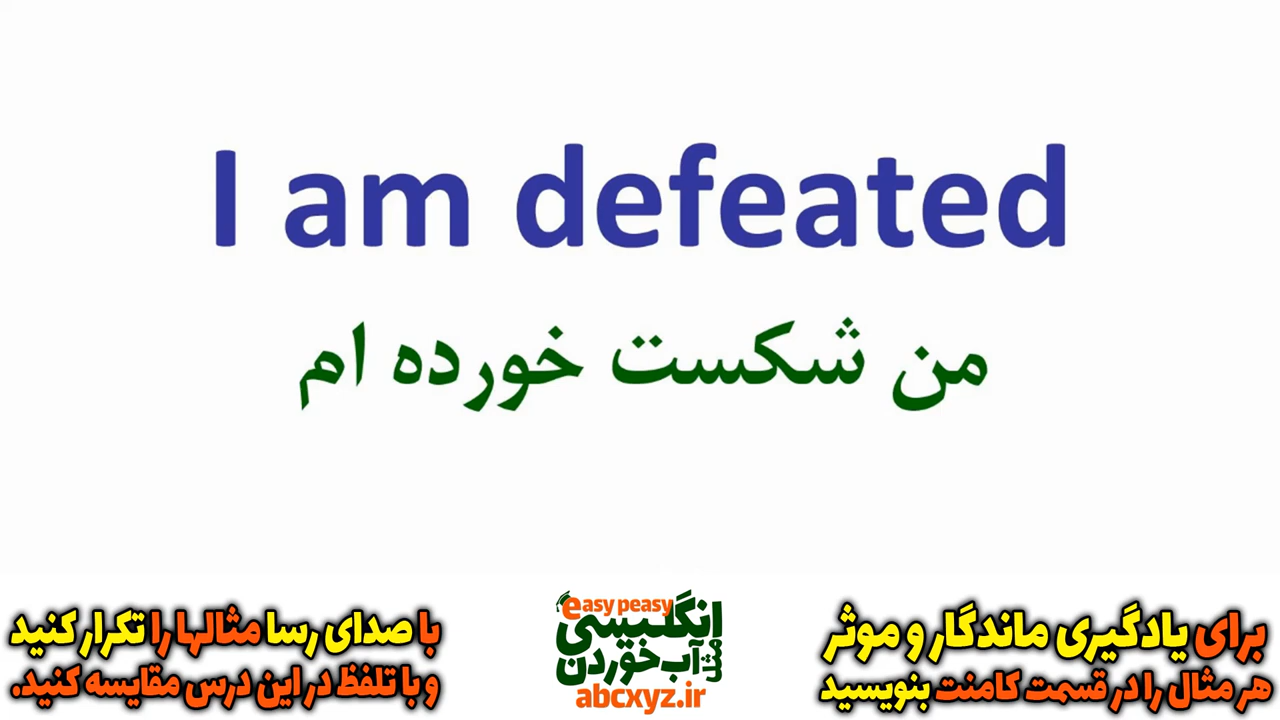 I am defeated
من شکست خورده ام
برای یادگیری ماندگار و موثر
هر مثال را در قسمت کامنت بنویسید
easy peasy
انگلیسی
مثل آب خوردن
abcxyz.ir
با صدای رسا مثالها را تکرار کنید
و با تلفظ در این درس مقایسه کنید.